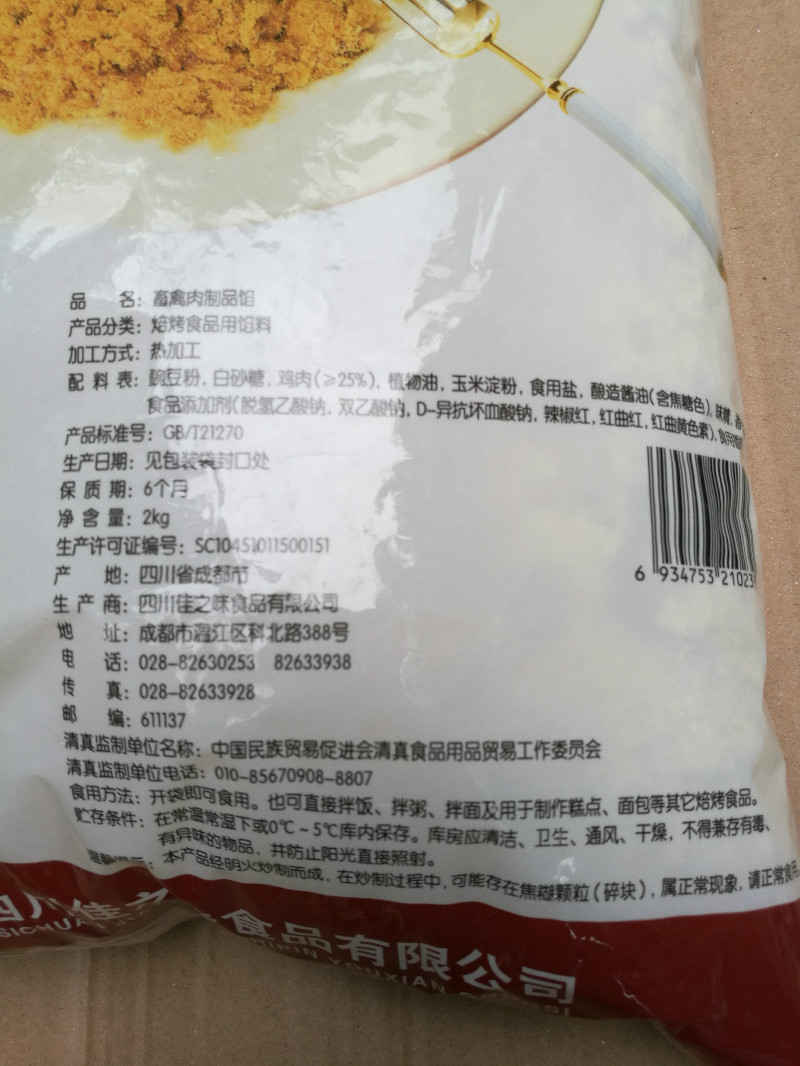 品 名：畜禽肉制品馅
产品分类：焙烤食品用馅料
加工方式：热加工
配料表：豌豆粉，白砂糖，鸡肉（≥25%），植物油，玉米淀粉，食用盐，酿造酱油（含焦糖色），味精，
食品添加剂（脱氢乙酸钠，双乙酸钠，D-异抗坏血酸钠，辣椒红，红曲红，红曲黄色素），食用
产品标准号：GB/T21270
生产日期：见包装袋封口处
保质期：6个月
净含量：2kg
生产许可证编号：SC10451011500151
产 地：四川省成都市
生产商：四川佳之味食品有限公司
地 址：成都市温江区科北路388号
电 话：028-82630253 82633938
传 真：028-82633928
邮 编：611137
清真监制单位名称：中国民族贸易促进会清真食品用品贸易工作委员会
清真监制单位电话：010-85670908-8807
食用方法：开袋即可食用。也可直接拌饭、拌粥、拌面及用于制作糕点、面包等其它焙烤食品。
贮存条件：在常温常湿下或0℃～5℃库内保存。库房应清洁、卫生、通风、干燥，不得兼存有毒、
有异味的物品，并防止阳光直接照射。
本产品经明火炒制而成，在炒制过程中，可能存在焦糊颗粒（碎块），属正常现象，请正常食用
6 934753 21023
四川佳之 食品有限公司
SICHUAN YOUXIAN